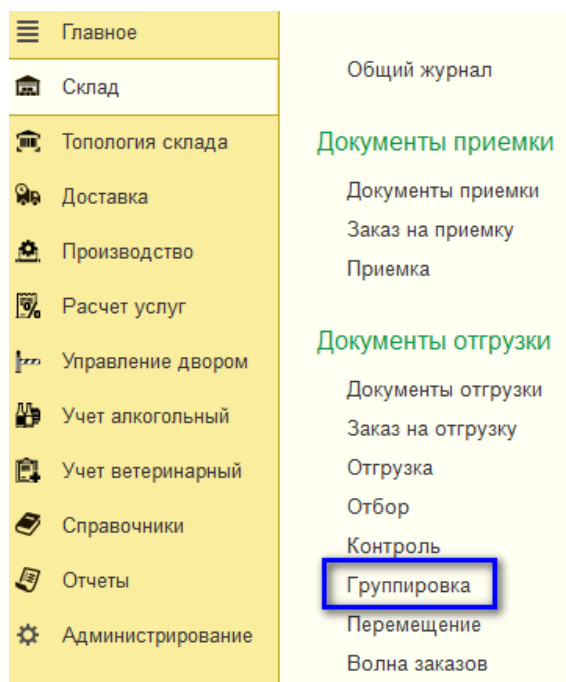 Главное
Склад
Топология склада
Доставка
Производство
Расчет услуг
Управление двором
Учет алкогольный
Учет ветеринарный
Справочники
Отчеты
Администрирование
Общий журнал
Документы приемки
Документы приемки
Заказ на приемку
Приемка
Документы отгрузки
Документы отгрузки
Заказ на отгрузку
Отгрузка
Отбор
Контроль
Группировка
Перемещение
Волна заказов